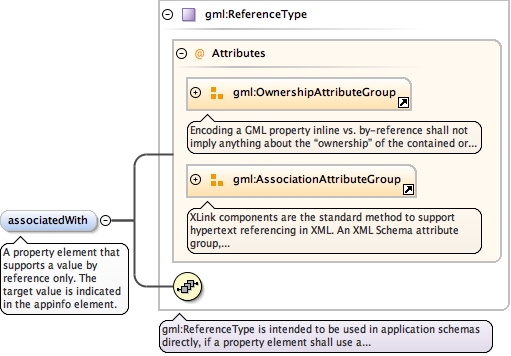 gml:ReferenceType
@ Attributes
gml:OwnershipAttributeGroup
Encoding a GML property inline vs. by-reference shall not
imply anything about the “ownership” of the contained or...
gml:AssociationAttributeGroup
XLink components are the standard method to support
hypertext referencing in XML. An XML Schema attribute
group,...
associatedWith
A property element that
supports a value by
reference only. The
target value is indicated
in the appinfo element.
gml:ReferenceType is intended to be used in application schemas
directly, if a property element shall use a...